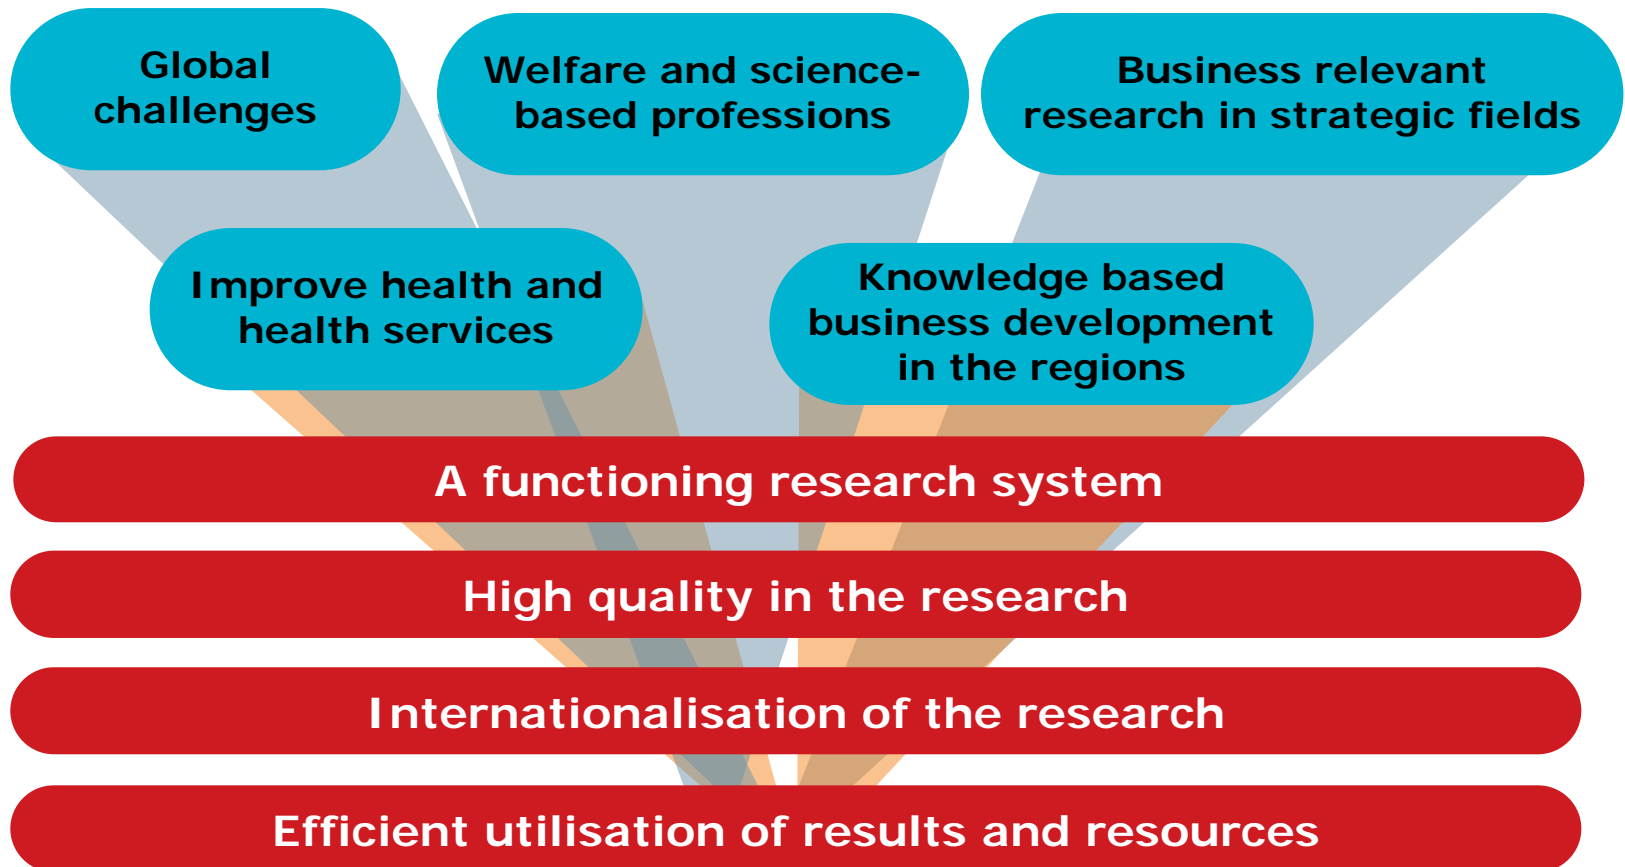 Global
challenges
Welfare and science-
based professions
Business relevant
research in strategic fields
Improve health and
health services
Knowledge based
business development
in the regions
A functioning research system
High quality in the research
Internationalisation of the research
Efficient utilisation of results and resources